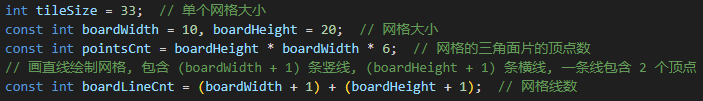 int tileSize = 33;  // 单个网格大小
const int boardWidth = 10, boardHeight = 20;  // 网格大小
const int pointsCnt = boardHeight * boardWidth * 6;  // 网格的三角面片的顶点数
// 画直线绘制网格, 包含 (boardWidth + 1) 条竖线, (boardHeight + 1) 条横线, 一条线包含 2 个顶点
const int boardLineCnt = (boardWidth + 1) + (boardHeight + 1);  // 网格线数